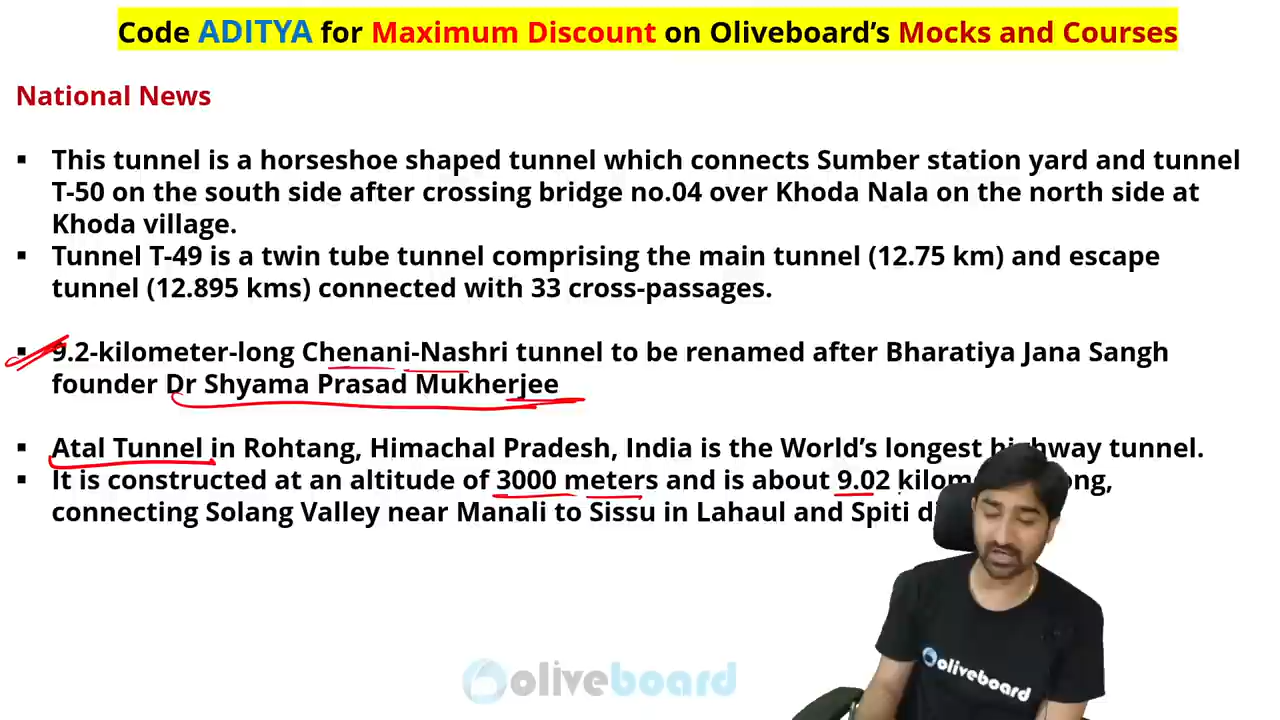 Code ADITYA for Maximum Discount on Oliveboard's Mocks and Courses
National News
▪ This tunnel is a horseshoe shaped tunnel which connects Sumber station yard and tunnel
T-50 on the south side after crossing bridge no.04 over Khoda Nala on the north side at
Khoda village.
▪ Tunnel T-49 is a twin tube tunnel comprising the main tunnel (12.75 km) and escape
tunnel (12.895 kms) connected with 33 cross-passages.
▪ 9.2-kilometer-long Chenani-Nashri tunnel to be renamed after Bharatiya Jana Sangh
founder Dr Shyama Prasad Mukherjee
▪ Atal Tunnel in Rohtang, Himachal Pradesh, India is the World's longest highway tunnel.
▪ It is constructed at an altitude of 3000 meters and is about 9.02
connecting Solang Valley near Manali to Sissu in Lahaul and Spiti
oliveboard
oliveboard